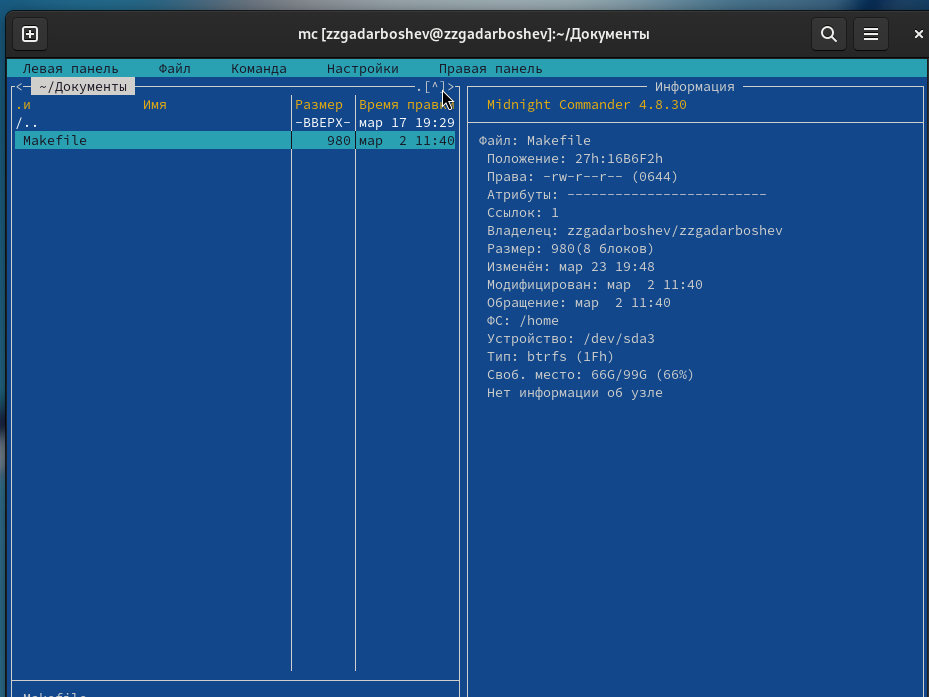 mc [zzgadarboshev@zzgadarboshev]:~/Документы
Левая панель Файл Команда Настройки Правая панель
<- ~/Документы .[^]>
.и Имя Размер Время правки
/.. -ВВЕРХ- мар 17 19:29
Makefile 980 мар 2 11:40
Информация
Midnight Commander 4.8.30
Файл: Makefile
Положение: 27h:16B6F2h
Права: -rw-r--r-- (0644)
Атрибуты: -------------------------
Ссылок: 1
Владелец: zzgadarboshev/zzgadarboshev
Размер: 980(8 блоков)
Изменён: мар 23 19:48
Модифицирован: мар 2 11:40
Обращение: мар 2 11:40
ФС: /home
Устройство: /dev/sda3
Тип: btrfs (1Fh)
Своб. место: 66G/99G (66%)
Нет информации об узле
Makefile